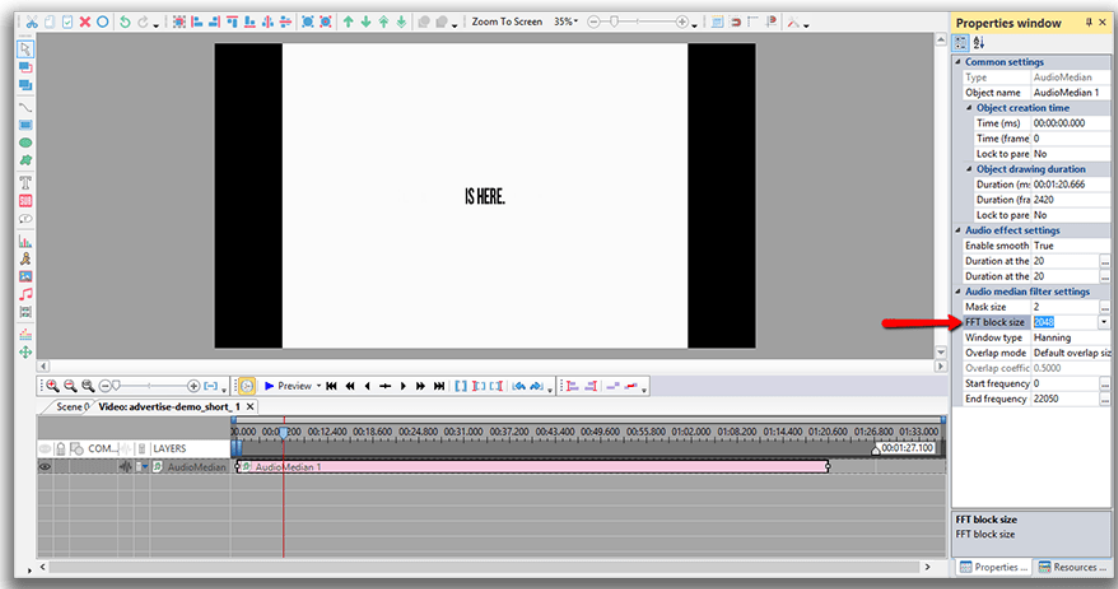 Zoom To Screen 35%
Properties window
Common settings
Type AudioMedian
Object name AudioMedian 1
Object creation time
Time (ms) 00:00:00.000
Time (frame 0
Lock to pare No
Object drawing duration
Duration (m 00:01:20.666
Duration (fra 2420
Lock to pare No
Audio effect settings
Enable smooth True
Duration at the 20 ...
Duration at the 20 ...
Audio median filter settings
Mask size 2 ...
FFT block size 2048
Window type Hanning
Overlap mode Default overlap siz
Overlap coeffic 0.5000
Start frequency 0 ...
End frequency 22050 ...
IS HERE.
T
SUB
Preview
Scene 0 Video: advertise-demo_short_1
00:12.400 00:18.600 00:24.800 00:31.000 00:37.200 00:43.400 00:49.600 00:55.800 01:02.000 01:08.200 01:14.400 01:20.600 01:26.800 01:33.000
COM... LAYERS 00:01:27.100
AudioMedian AudioMedian 1
FFT block size
FFT block size
Properties ... Resources ...